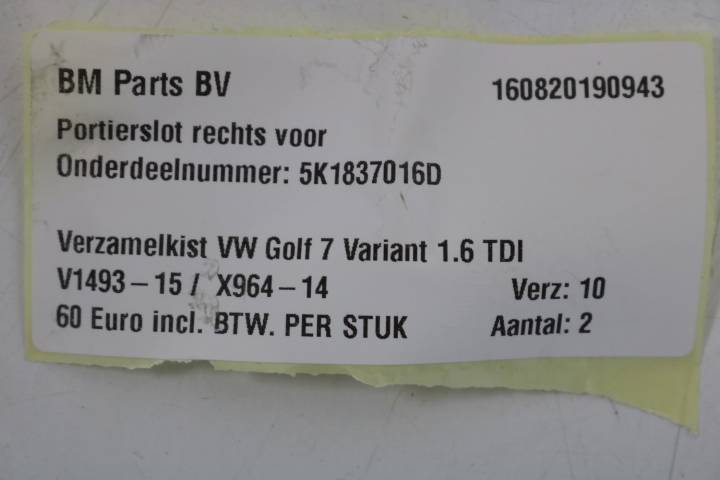 BM Parts BV 160820190943
Portierslot rechts voor
Onderdeelnummer: 5K1837016D
Verzamelkist VW Golf 7 Variant 1.6 TDI
V1493-15 / X964-14 Verz: 10
60 Euro incl. BTW. PER STUK Aantal: 2